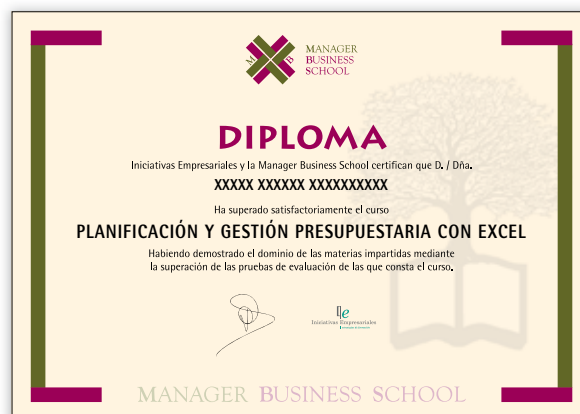 M B
MANAGER
BUSINESS
SCHOOL
DIPLOMA
Iniciativas Empresariales y la Manager Business School certifican que D. / Dña.
XXXXX XXXXXX XXXXXXXXXX
Ha superado satisfactoriamente el curso
PLANIFICACIÓN Y GESTIÓN PRESUPUESTARIA CON EXCEL
Habiendo demostrado el dominio de las materias impartidas mediante
la superación de las pruebas de evaluación de las que consta el curso.
Iniciativas Empresariales
MANAGER BUSINESS SCHOOL